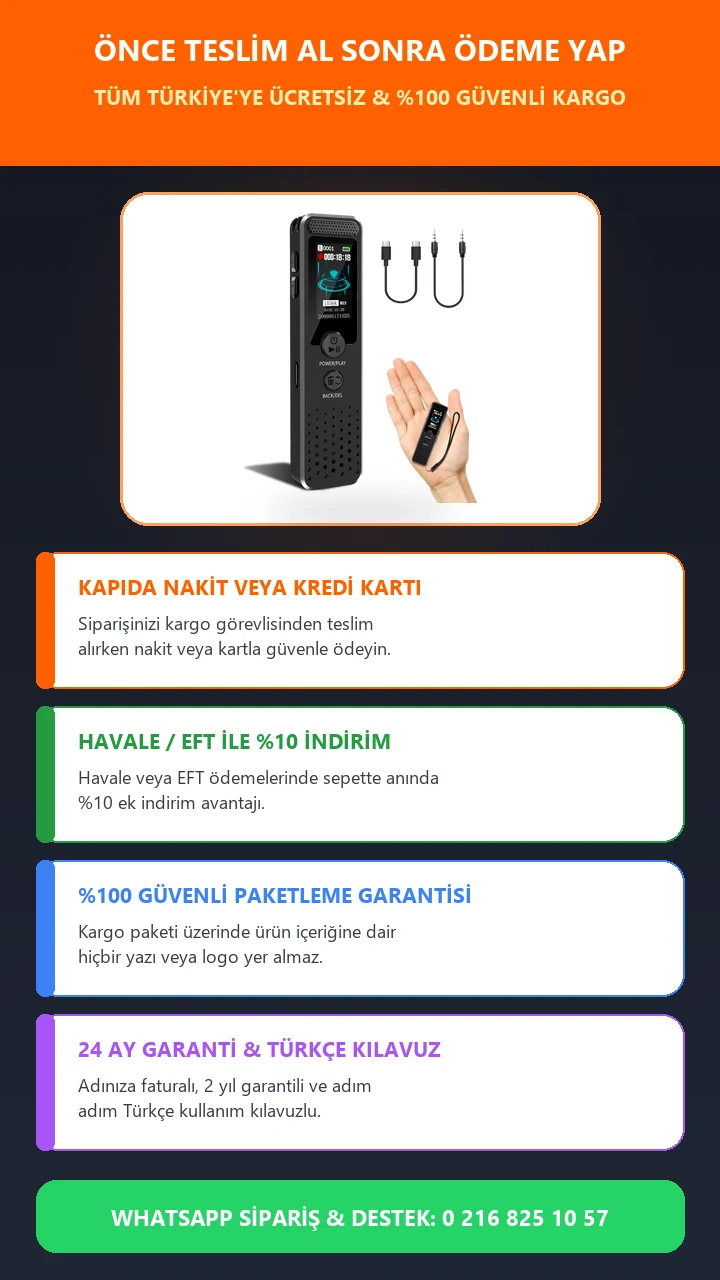 ÖNCE TESLİM AL SONRA ÖDEME YAP
TÜM TÜRKİYE'YE ÜCRETSİZ & %100 GÜVENLİ KARGO
0001
000:18:18
POWER/PLAY
BACK/DEL
KAPIDA NAKİT VEYA KREDİ KARTI
Siparişinizi kargo görevlisinden teslim
alırken nakit veya kartla güvenle ödeyin.
HAVALE / EFT İLE %10 İNDİRİM
Havale veya EFT ödemelerinde sepette anında
%10 ek indirim avantajı.
%100 GÜVENLİ PAKETLEME GARANTİSİ
Kargo paketi üzerinde ürün içeriğine dair
hiçbir yazı veya logo yer almaz.
24 AY GARANTİ & TÜRKÇE KILAVUZ
Adınıza faturalı, 2 yıl garantili ve adım
adım Türkçe kullanım kılavuzlu.
WHATSAPP SİPARİŞ & DESTEK: 0 216 825 10 57